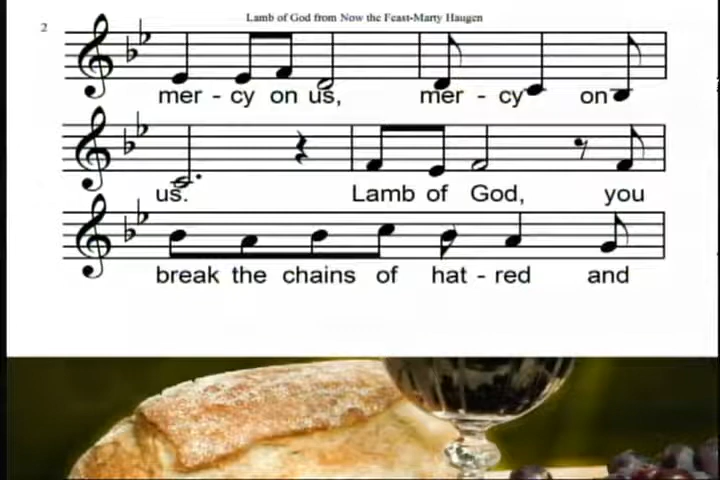 Lamb of God from Now the Feast-Marty Haugen
2
mer - cy on us, mer - cy on
us. Lamb of God, you
break the chains of hat - red and